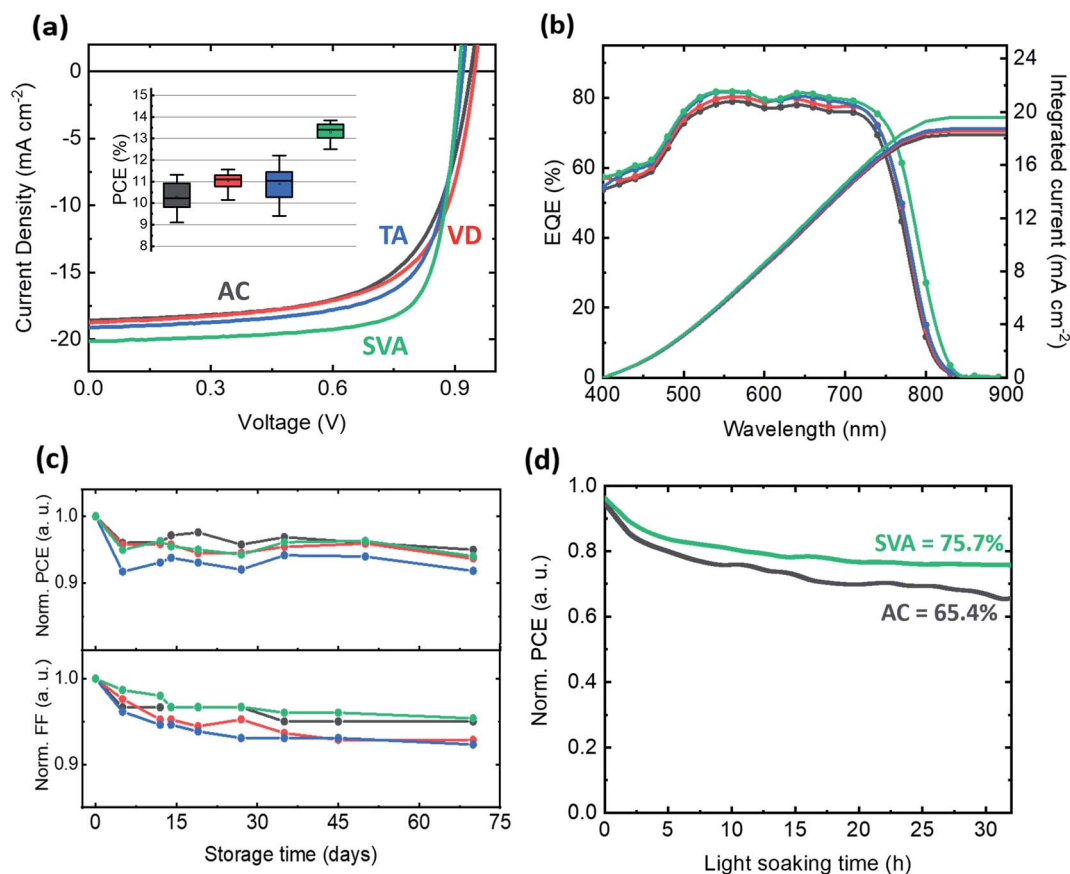 (a)
Current Density (mA cm⁻²)
0
-5
-10
-15
-20
0.0
0.3
0.6
0.9
Voltage (V)
PCE (%)
15
14
13
12
11
10
9
8
AC
TA
VD
SVA
(b)
EQE (%)
100
80
60
40
20
0
400
500
600
700
800
900
Wavelength (nm)
Integrated current (mA cm⁻²)
24
20
16
12
8
4
0
(c)
Norm. PCE (a. u.)
1.0
0.9
Norm. FF (a. u.)
1.0
0.9
0
15
30
45
60
75
Storage time (days)
(d)
Norm. PCE (a. u.)
1.0
0.8
0.6
0.4
0.2
0.0
0
5
10
15
20
25
30
Light soaking time (h)
SVA = 75.7%
AC = 65.4%